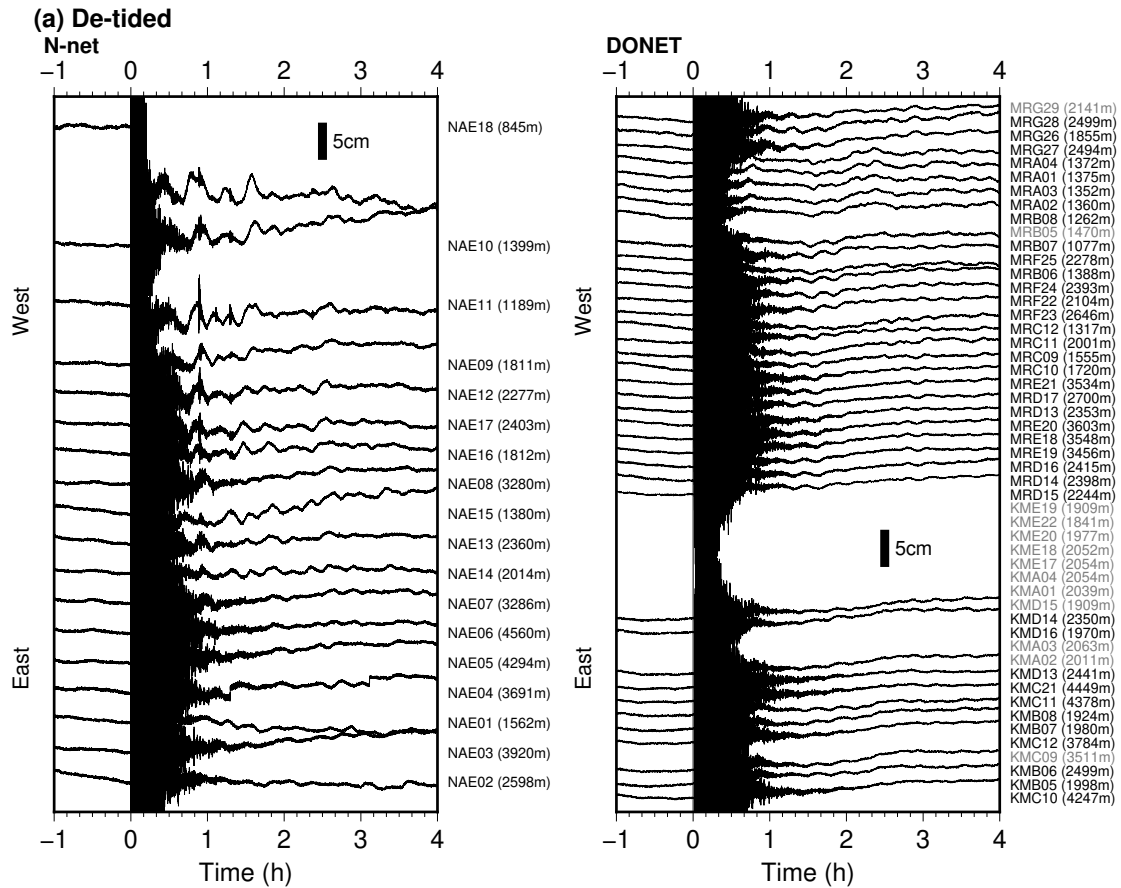 (a) De-tided
N-net
−1 0 1 2 3 4
NAE18 (845m)
5cm
NAE10 (1399m)
NAE11 (1189m)
West
NAE09 (1811m)
NAE12 (2277m)
NAE17 (2403m)
NAE16 (1812m)
NAE08 (3280m)
NAE15 (1380m)
NAE13 (2360m)
NAE14 (2014m)
NAE07 (3286m)
NAE06 (4560m)
East
NAE05 (4294m)
NAE04 (3691m)
NAE01 (1562m)
NAE03 (3920m)
NAE02 (2598m)
−1 0 1 2 3 4
Time (h)
DONET
−1 0 1 2 3 4
MRG29 (2141m)
MRG28 (2499m)
MRG26 (1855m)
MRG27 (2494m)
MRA04 (1372m)
MRA01 (1375m)
MRA03 (1352m)
MRA02 (1360m)
MRB08 (1262m)
MRB05 (1470m)
MRB07 (1077m)
MRF25 (2278m)
MRB06 (1388m)
MRF24 (2393m)
MRF22 (2104m)
West
MRF23 (2646m)
MRC12 (1317m)
MRC11 (2001m)
MRC09 (1555m)
MRC10 (1720m)
MRE21 (3534m)
MRD17 (2700m)
MRD13 (2353m)
MRE20 (3603m)
MRE18 (3548m)
MRE19 (3456m)
MRD16 (2415m)
MRD14 (2398m)
MRD15 (2244m)
KME19 (1909m)
KME22 (1841m)
KME20 (1977m)
5cm
KME18 (2052m)
KME17 (2054m)
KMA04 (2054m)
KMA01 (2039m)
KMD15 (1909m)
KMD14 (2350m)
KMD16 (1970m)
KMA03 (2063m)
KMA02 (2011m)
East
KMD13 (2441m)
KMC21 (4449m)
KMC11 (4378m)
KMB08 (1924m)
KMB07 (1980m)
KMC12 (3784m)
KMC09 (3511m)
KMB06 (2499m)
KMB05 (1998m)
KMC10 (4247m)
−1 0 1 2 3 4
Time (h)